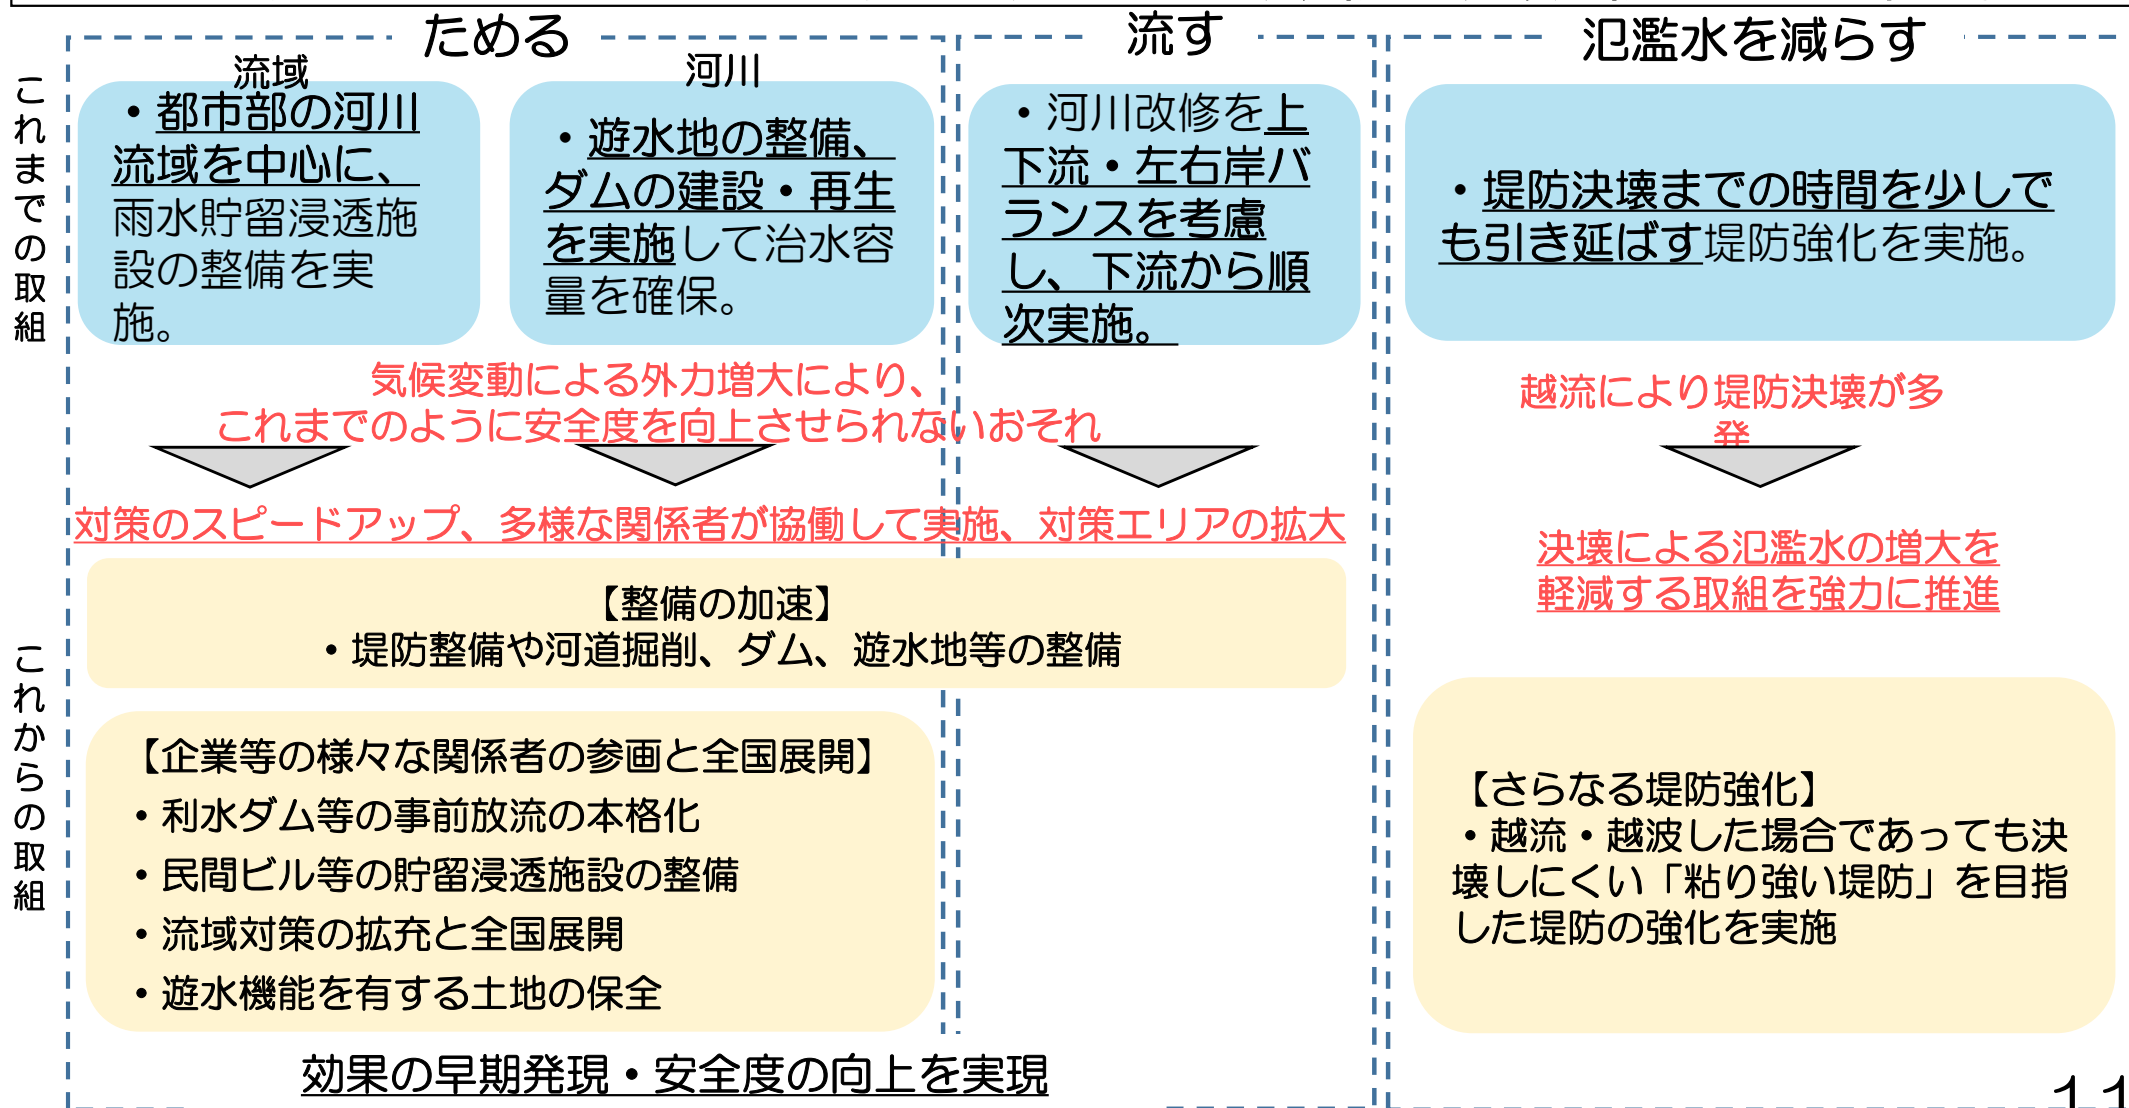 ためる
流域
・都市部の河川
流域を中心に、
雨水貯留浸透施
設の整備を実
施。
河川
・遊水地の整備、
ダムの建設・再生
を実施して治水容
量を確保。
流す
・河川改修を上
下流・左右岸バ
ランスを考慮
し、下流から順
次実施。
氾濫水を減らす
・堤防決壊までの時間を少しで
も引き延ばす堤防強化を実施。
これまでの取組
気候変動による外力増大により、
これまでのように安全度を向上させられないおそれ
越流により堤防決壊が多
発
対策のスピードアップ、多様な関係者が協働して実施、対策エリアの拡大
決壊による氾濫水の増大を
軽減する取組を強力に推進
これからの取組
【整備の加速】
・堤防整備や河道掘削、ダム、遊水地等の整備
【企業等の様々な関係者の参画と全国展開】
・利水ダム等の事前放流の本格化
・民間ビル等の貯留浸透施設の整備
・流域対策の拡充と全国展開
・遊水機能を有する土地の保全
【さらなる堤防強化】
・越流・越波した場合であっても決
壊しにくい「粘り強い堤防」を目指
した堤防の強化を実施
効果の早期発現・安全度の向上を実現
11